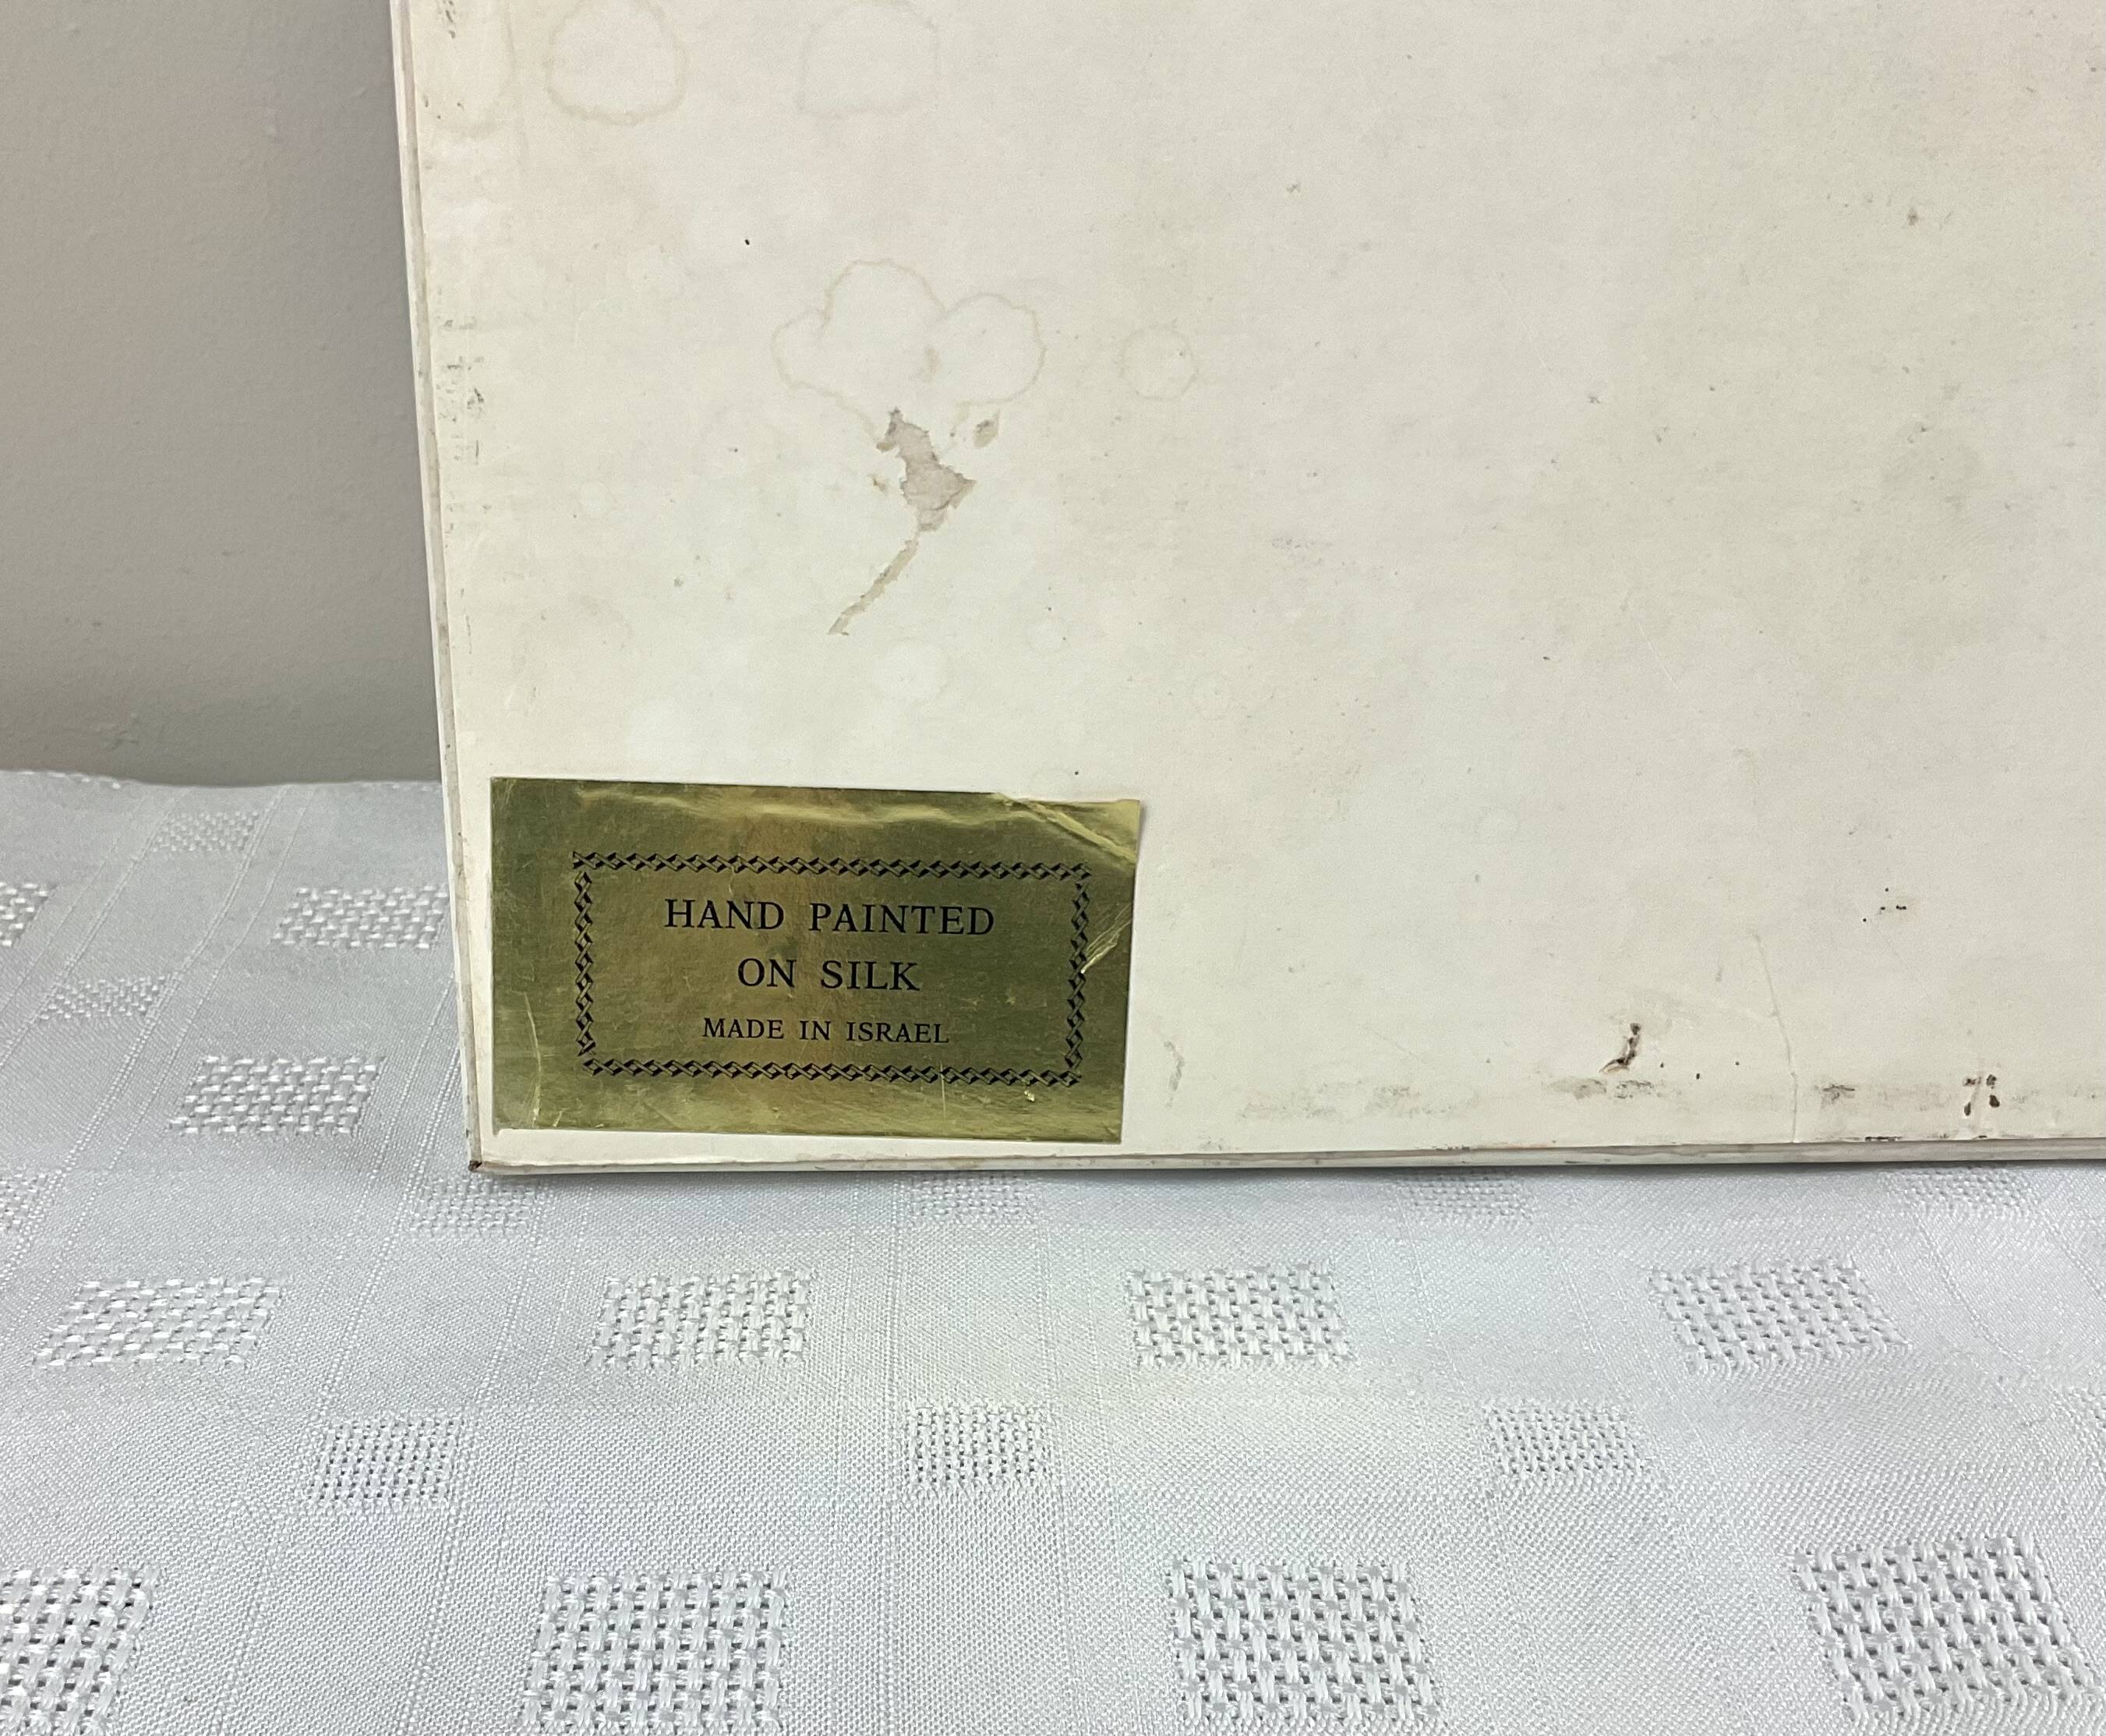 HAND PAINTED
ON SILK
MADE IN ISRAEL